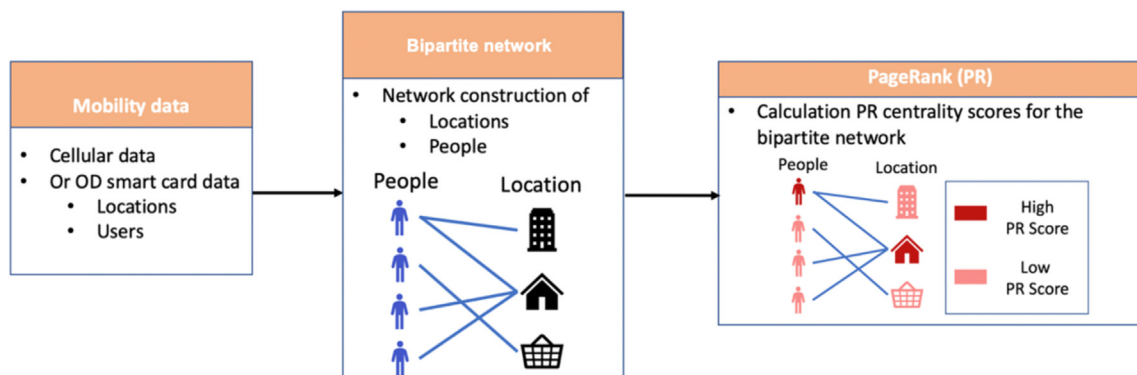 Mobility data
• Cellular data
• Or OD smart card data
• Locations
• Users
Bipartite network
• Network construction of
• Locations
• People
People Location
PageRank (PR)
• Calculation PR centrality scores for the
bipartite network
People Location
High
PR Score
Low
PR Score